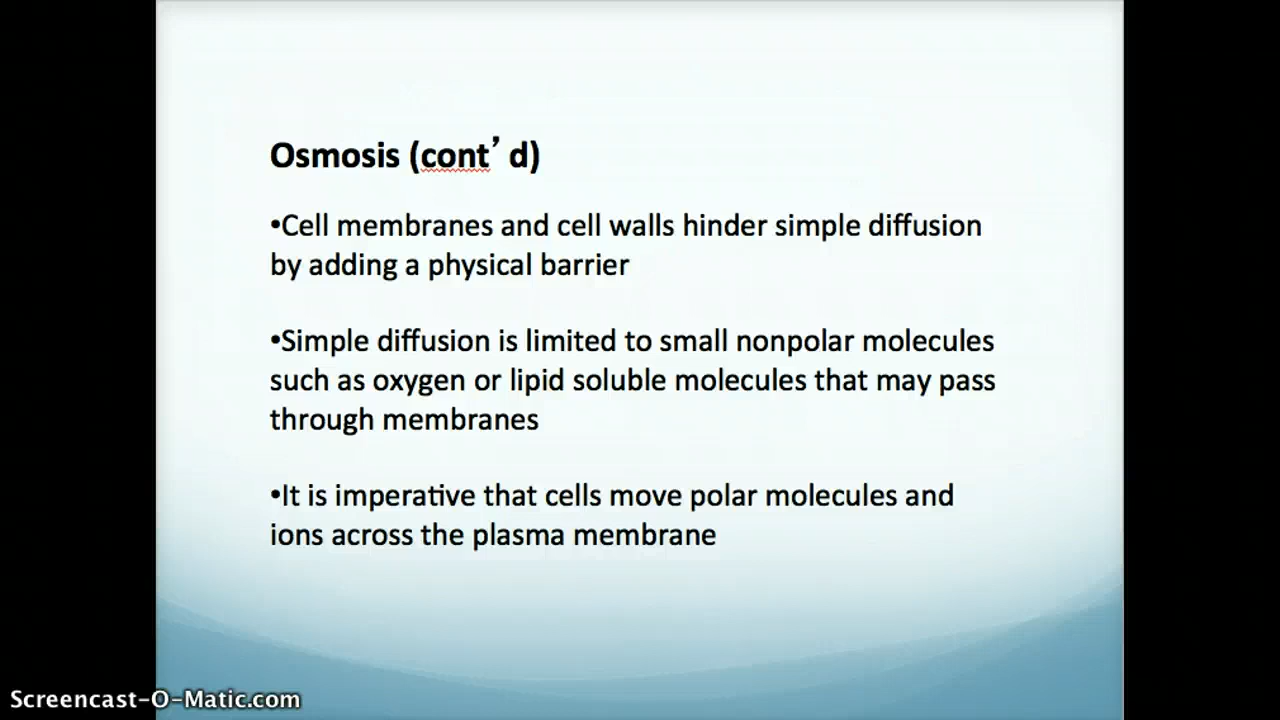 Osmosis (cont’ d)
•Cell membranes and cell walls hinder simple diffusion
by adding a physical barrier
•Simple diffusion is limited to small nonpolar molecules
such as oxygen or lipid soluble molecules that may pass
through membranes
•It is imperative that cells move polar molecules and
ions across the plasma membrane
Screencast-O-Matic.com